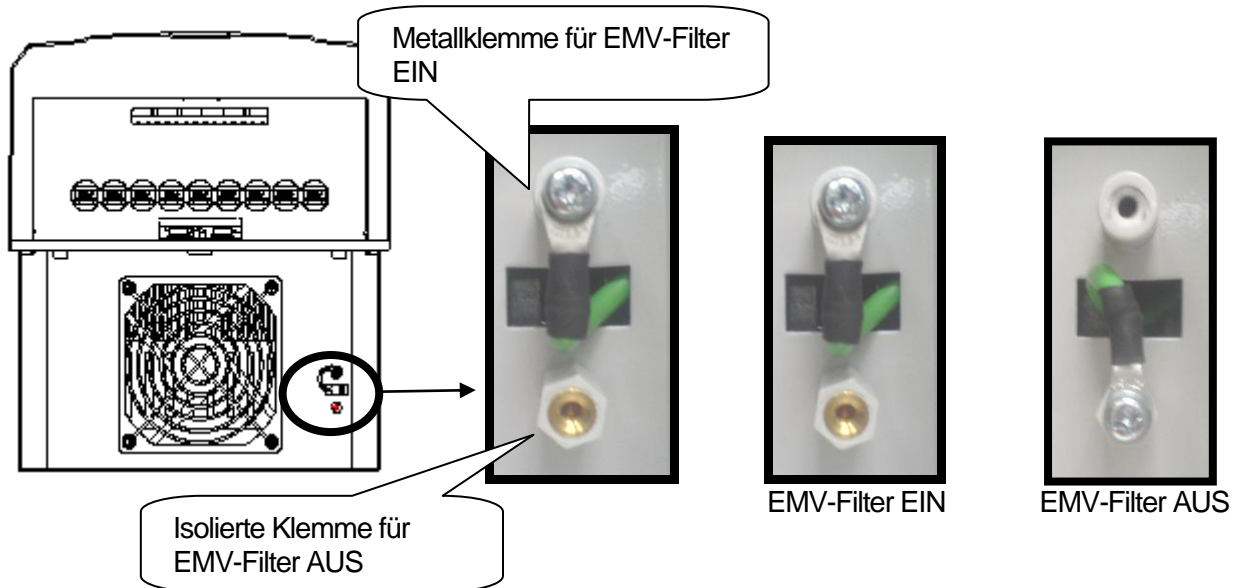 Metallklemme für EMV-Filter
EIN
EMV-Filter EIN
EMV-Filter AUS
Isolierte Klemme für
EMV-Filter AUS